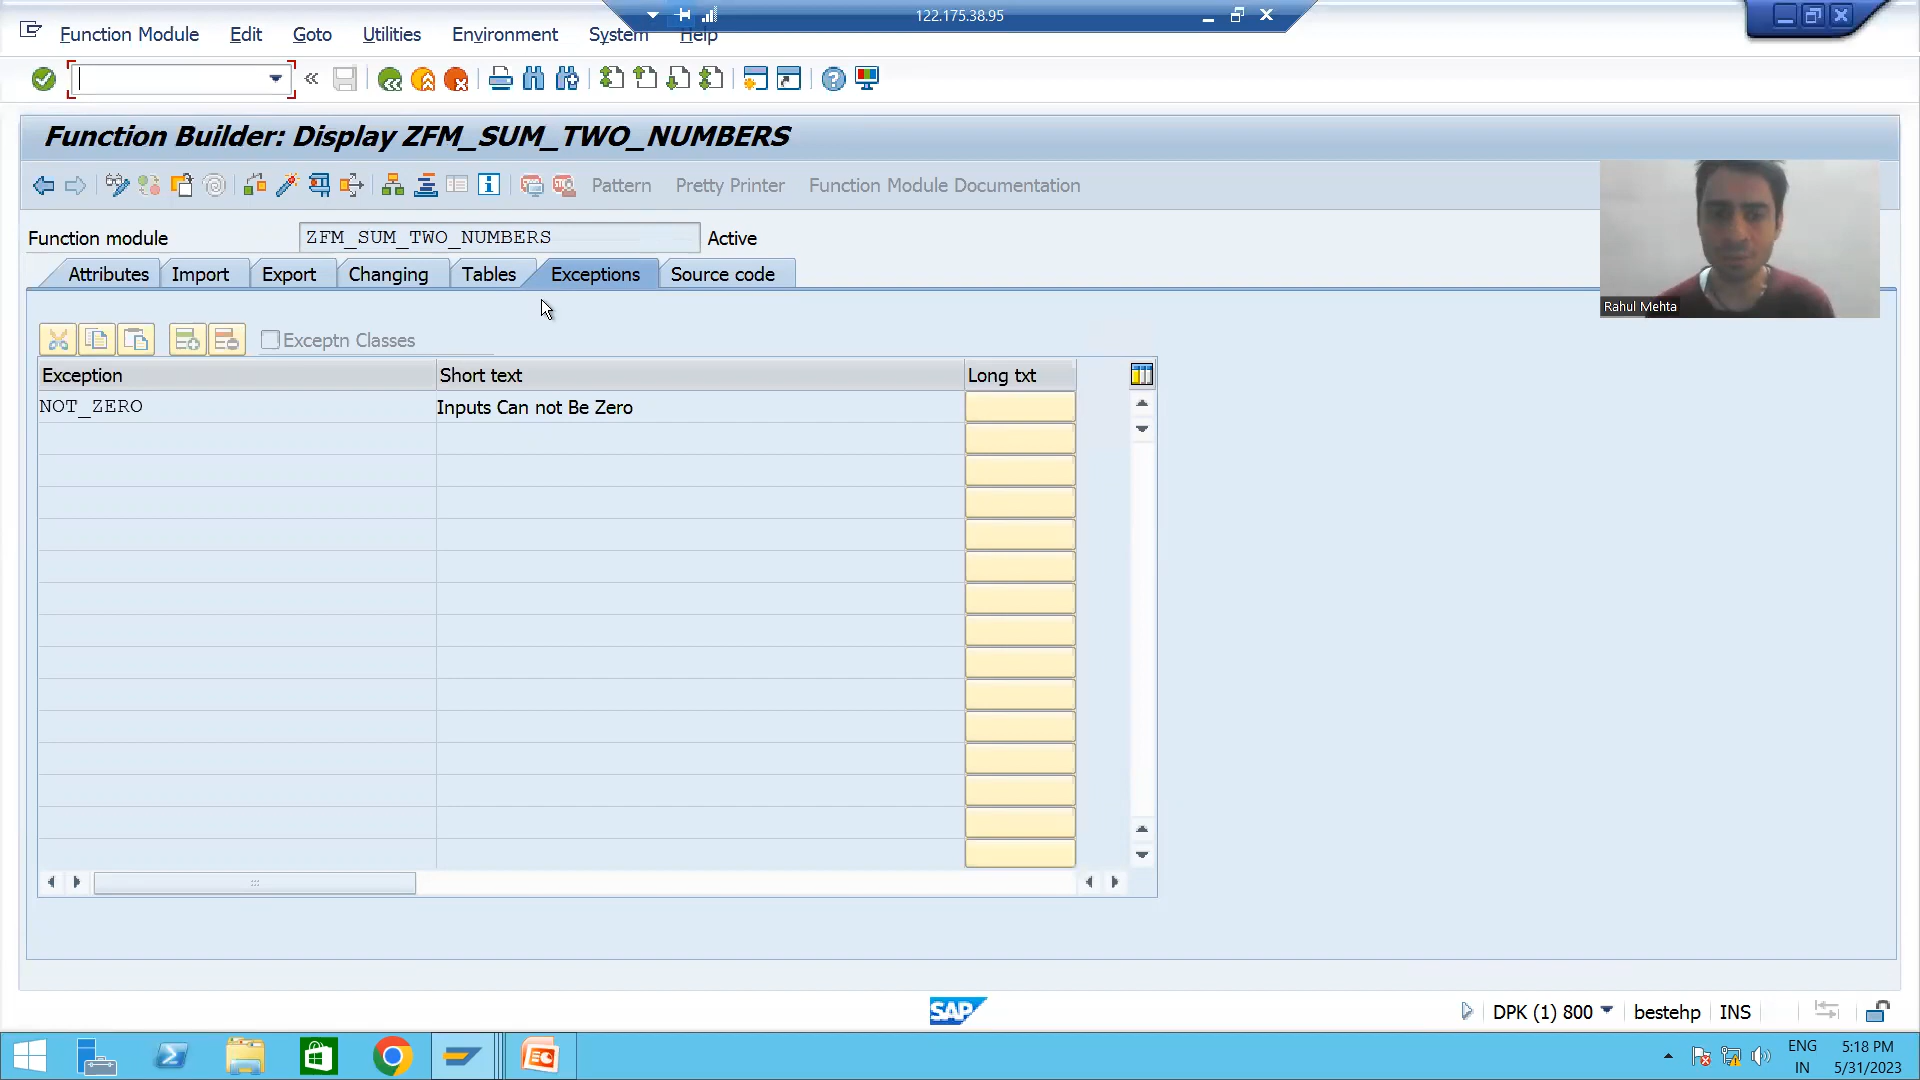 122.175.38.95
Function Module Edit Goto Utilities Environment System Help
Function Builder: Display ZFM_SUM_TWO_NUMBERS
Pattern Pretty Printer Function Module Documentation
Function module ZFM_SUM_TWO_NUMBERS Active
Attributes Import Export Changing Tables Exceptions Source code
Rahul Mehta
Exceptn Classes
Exception Short text Long txt
NOT_ZERO Inputs Can not Be Zero
SAP
DPK (1) 800 bestehp INS
ENG 5:18 PM
IN 5/31/2023